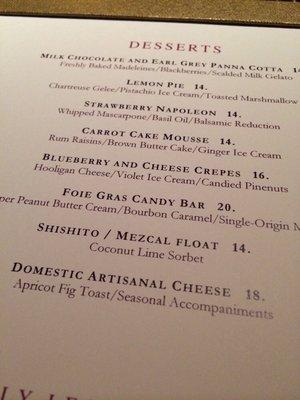 DESSERTS
MILK CHOCOLATE AND EARL GREY PANNA COTTA
Freshly Baked Madeleines/Blackberries/Scalded Milk Gelato
LEMON PIE 14.
Chartreuse Gelee/Pistachio Ice Cream/Toasted Marshmallow
STRAWBERRY NAPOLEON 14.
Whipped Mascarpone/Basil Oil/Balsamic Reduction
CARROT CAKE MOUSSE 14.
Rum Raisins/Brown Butter Cake/Ginger Ice Cream
BLUEBERRY AND CHEESE CREPES 16.
Hooligan Cheese/Violet Ice Cream/Candied Pinenuts
FOIE GRAS CANDY BAR 20.
Peanut Butter Cream/Bourbon Caramel/Single-Origin
SHISHITO / MEZCAL FLOAT 14.
Coconut Lime Sorbet
DOMESTIC ARTISANAL CHEESE 18.
Apricot Fig Toast/Seasonal Accompaniments